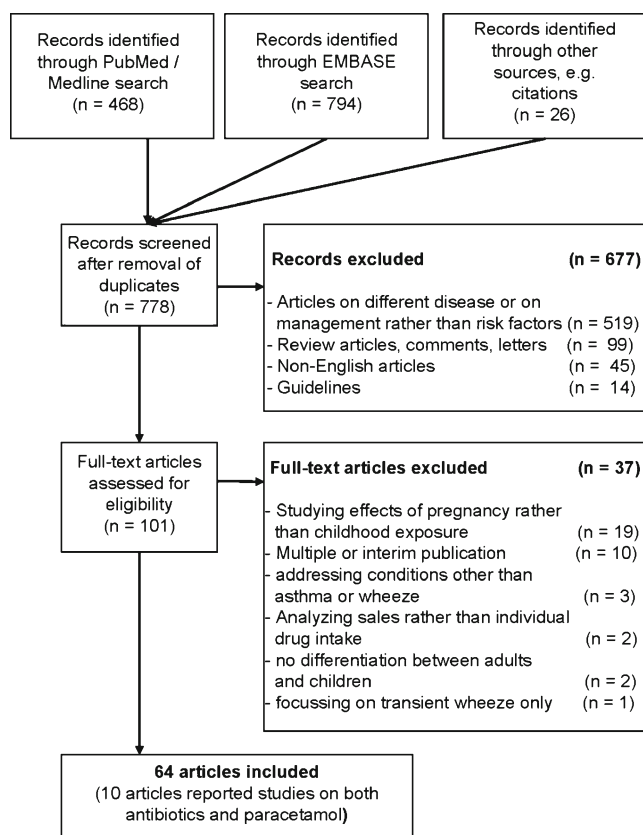 Records identified
through PubMed /
Medline search
(n = 468)
Records identified
through EMBASE
search
(n = 794)
Records identified
through other
sources, e.g.
citations
(n = 26)
Records screened
after removal of
duplicates
(n = 778)
Records excluded (n = 677)
- Articles on different disease or on
management rather than risk factors (n = 519)
- Review articles, comments, letters (n = 99)
- Non-English articles (n = 45)
- Guidelines (n = 14)
Full-text articles
assessed for
eligibility
(n = 101)
Full-text articles excluded (n = 37)
- Studying effects of pregnancy rather
than childhood exposure (n = 19)
- Multiple or interim publication (n = 10)
- addressing conditions other than
asthma or wheeze (n = 3)
- Analyzing sales rather than individual
drug intake (n = 2)
- no differentiation between adults
and children (n = 2)
- focussing on transient wheeze only (n = 1)
64 articles included
(10 articles reported studies on both
antibiotics and paracetamol)